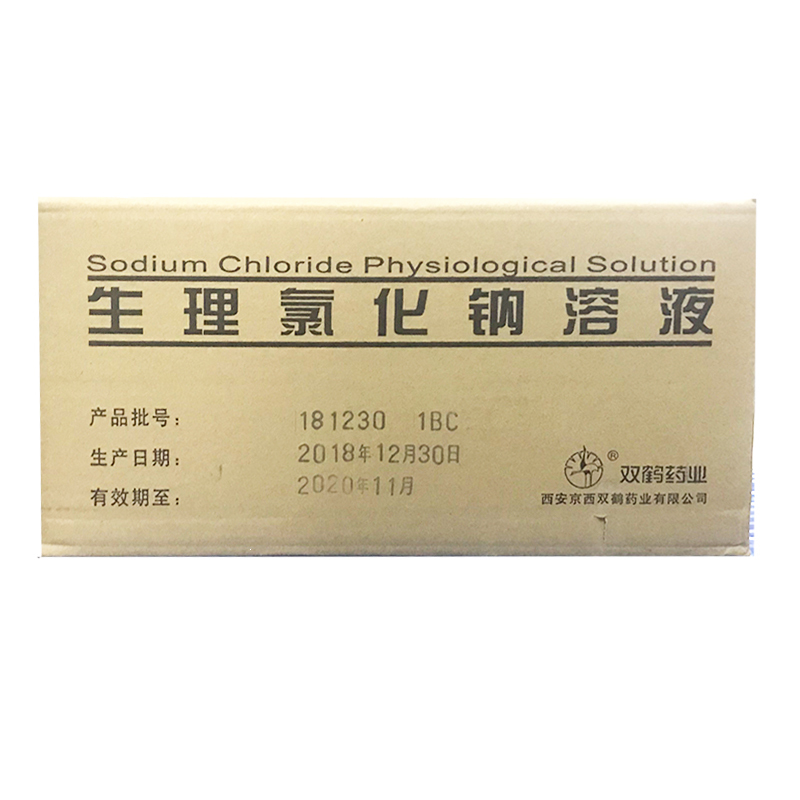 Sodium Chloride Physiological Solution
生理氯化钠溶液
产品批号： 181230 1BC
生产日期： 2018年12月30日
有效期至： 2020年11月
® 双鹤药业
西安京西双鹤药业有限公司